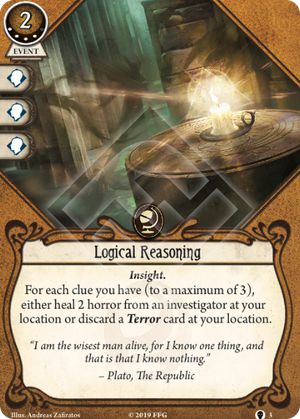 2
EVENT
Logical Reasoning
Insight.
For each clue you have (to a maximum of 3),
either heal 2 horror from an investigator at your
location or discard a Terror card at your location.
“I am the wisest man alive, for I know one thing, and
that is that I know nothing.”
– Plato, The Republic
Illus. Andreas Zafiratos
© 2019 FFG
3